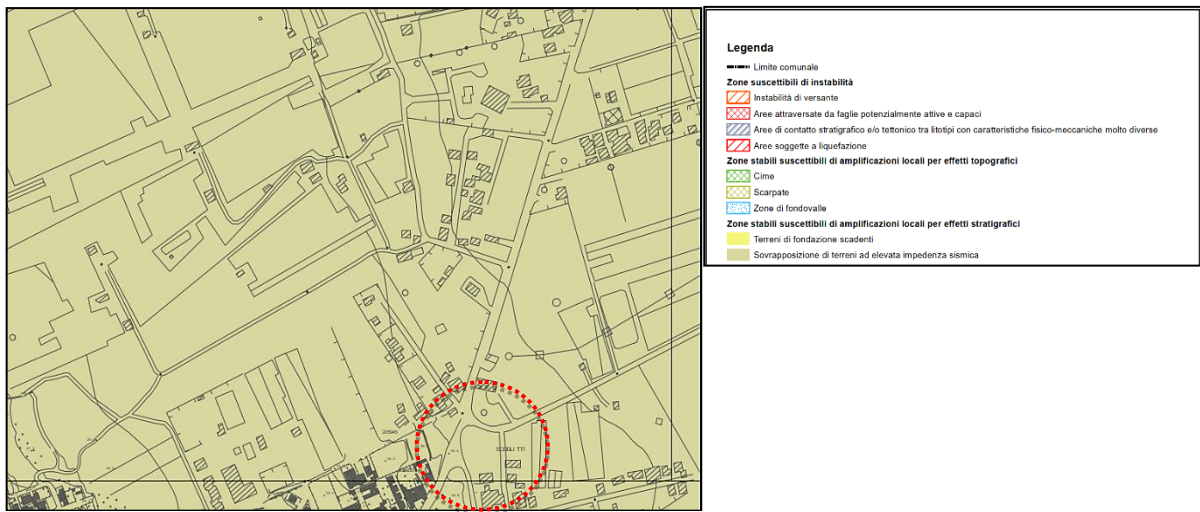 Legenda
Limite comunale
Zone suscettibili di instabilità
Instabilità di versante
Aree attraversate da faglie potenzialmente attive e capaci
Aree di contatto stratigrafico e/o tettonico tra litotipi con caratteristiche fisico-meccaniche molto diverse
Aree soggette a liquefazione
Zone stabili suscettibili di amplificazioni locali per effetti topografici
Cime
Scarpate
Zone di fondovalle
Zone stabili suscettibili di amplificazioni locali per effetti stratigrafici
Terreni di fondazione scadenti
Sovrapposizione di terreni ad elevata impedenza sismica